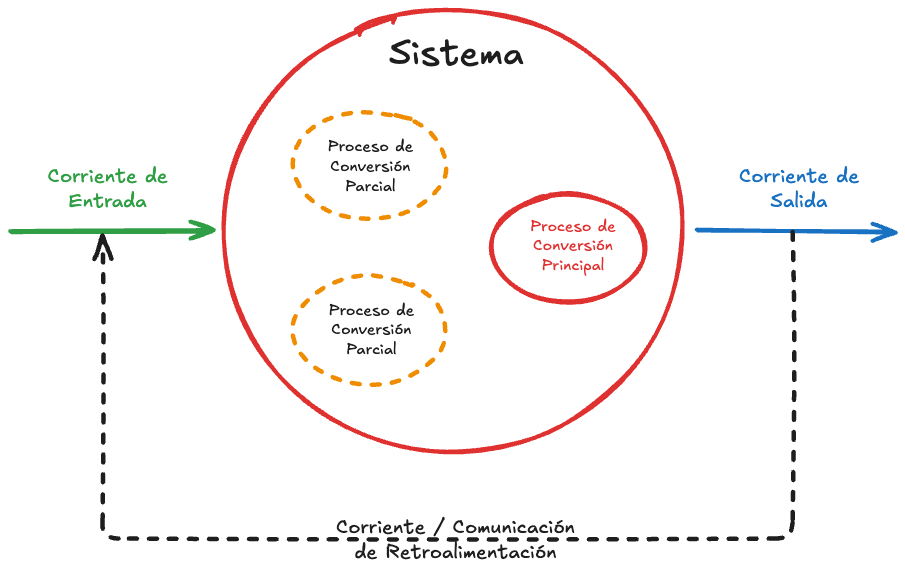 Sistema
Proceso de
Conversión
Parcial
Corriente de
Entrada
Corriente de
Salida
Proceso de
Conversión
Principal
Proceso de
Conversión
Parcial
Corriente / Comunicación
de Retroalimentación